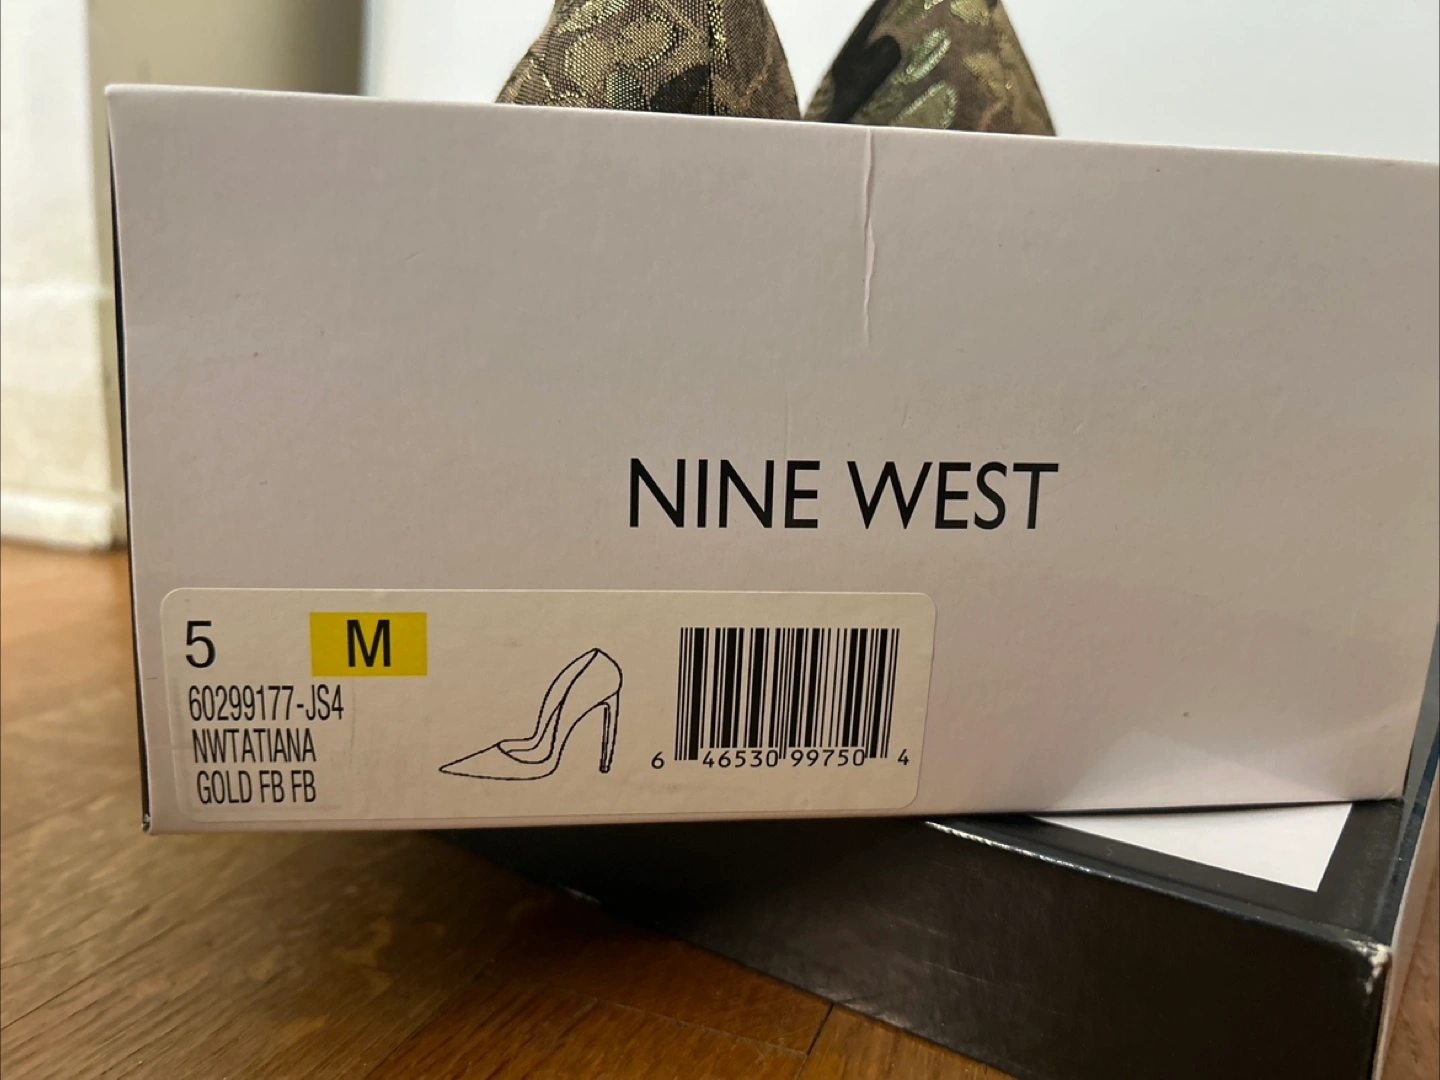 NINE WEST
5 M
60299177-JS4
NWTATIANA
GOLD FB FB
6 46530 99750 4